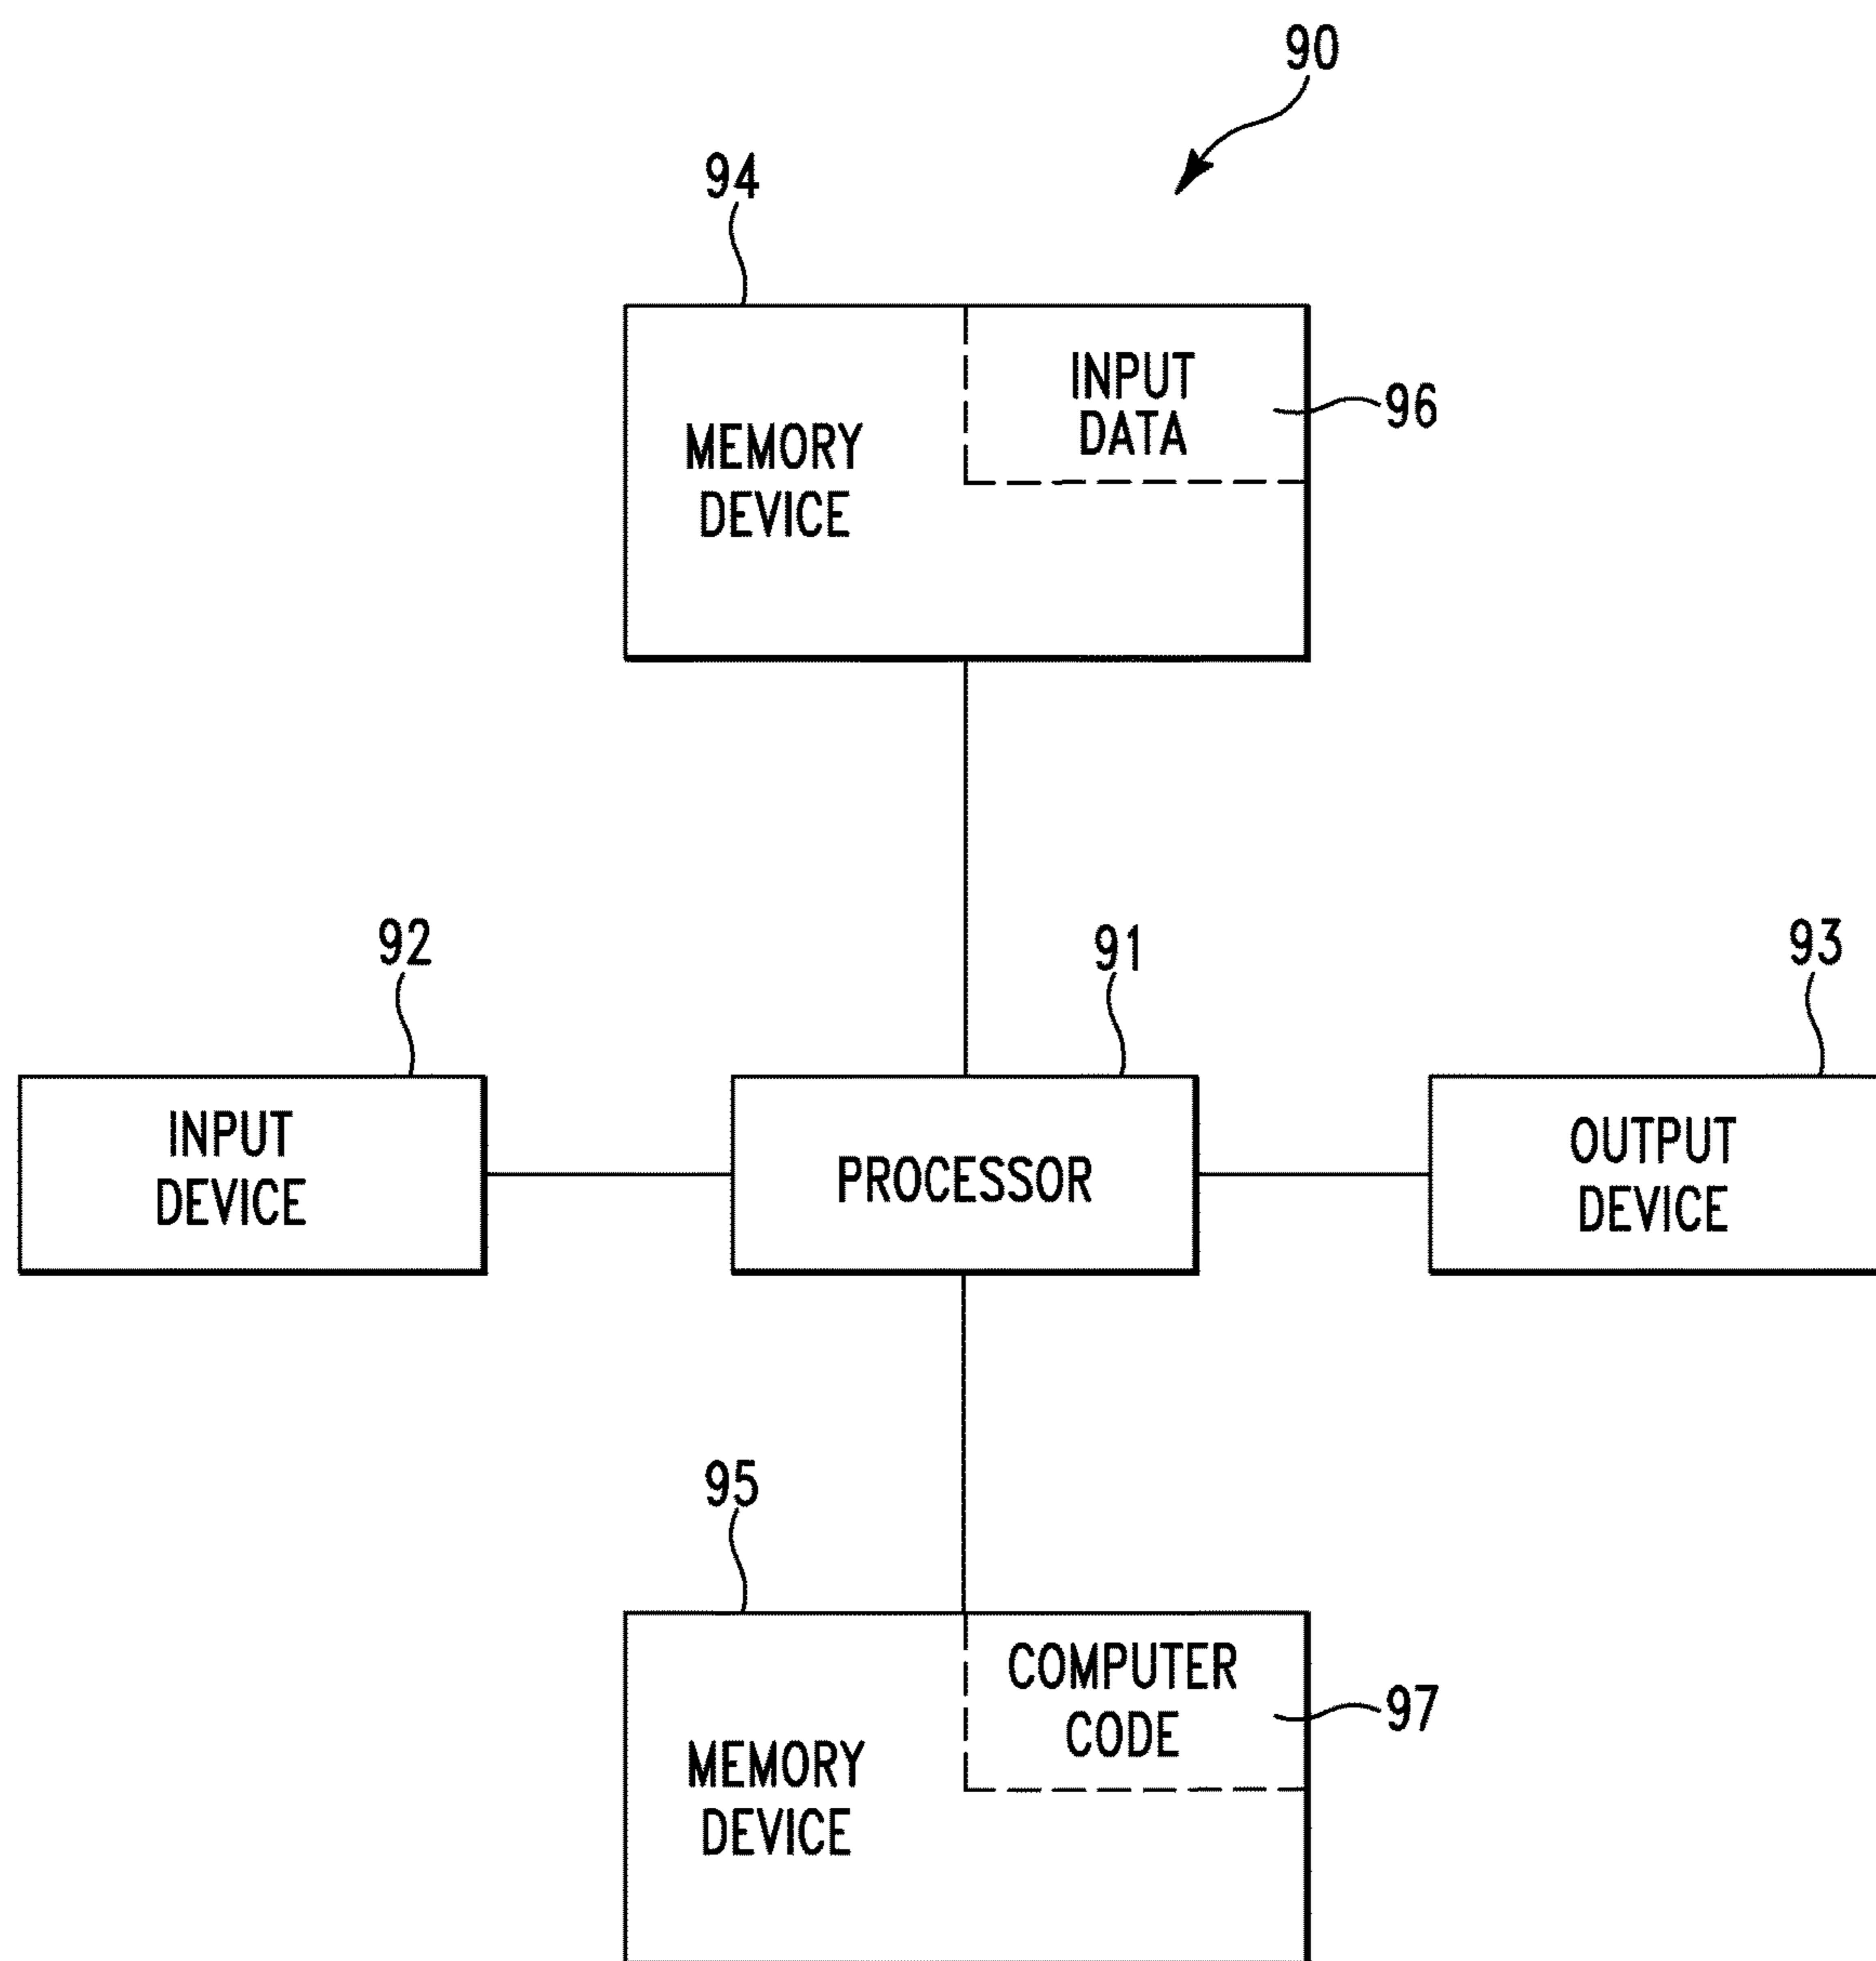 90
94
INPUT
DATA
96
MEMORY
DEVICE
92
91
93
INPUT
DEVICE
PROCESSOR
OUTPUT
DEVICE
95
COMPUTER
CODE
97
MEMORY
DEVICE